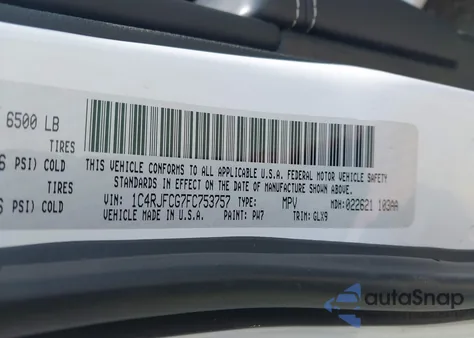 6500 LB
TIRES
PSI) COLD
TIRES
PSI) COLD
THIS VEHICLE CONFORMS TO ALL APPLICABLE U.S.A. FEDERAL MOTOR VEHICLE SAFETY
STANDARDS IN EFFECT ON THE DATE OF MANUFACTURE SHOWN ABOVE.
VIN: 1C4RJFCG7FC753757 TYPE: MPV MDH: 022621 103AA
VEHICLE MADE IN U.S.A. PAINT: PW7 TRIM: GLX9
autoSnap